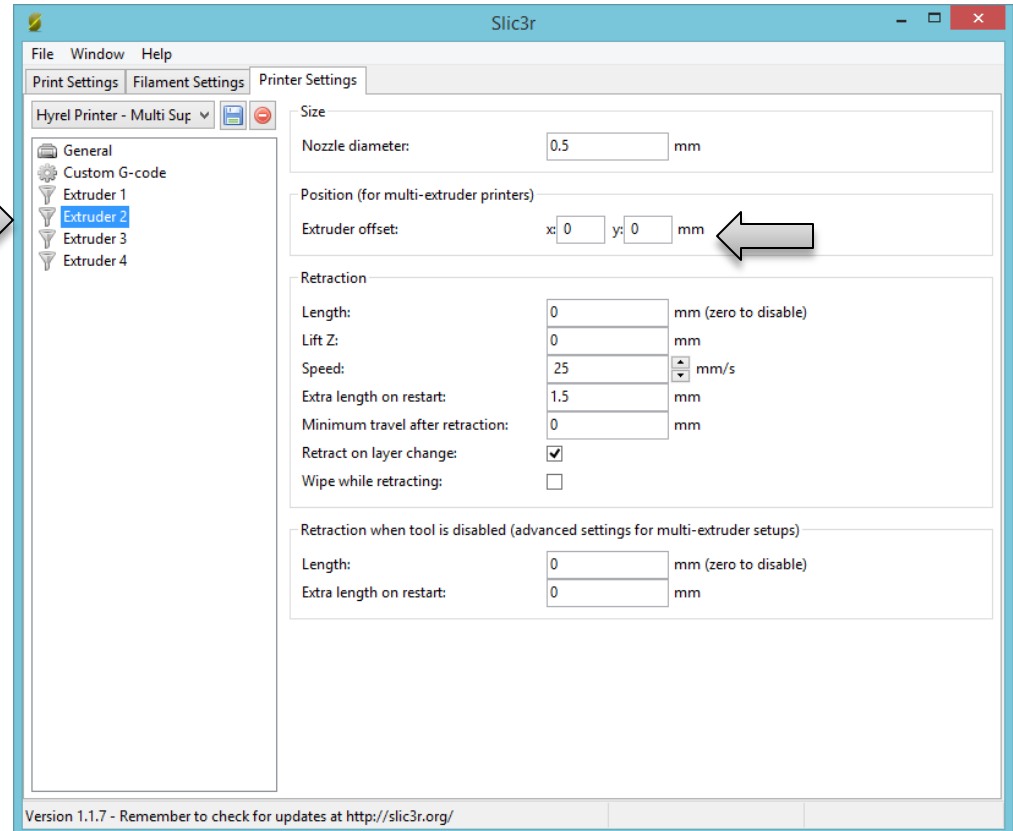 Slic3r
File Window Help
Print Settings Filament Settings Printer Settings
Hyrel Printer - Multi Sup
General
Custom G-code
Extruder 1
Extruder 2
Extruder 3
Extruder 4
Size
Nozzle diameter: 0.5 mm
Position (for multi-extruder printers)
Extruder offset: x: 0 y: 0 mm
Retraction
Length: 0 mm (zero to disable)
Lift Z: 0 mm
Speed: 25 mm/s
Extra length on restart: 1.5 mm
Minimum travel after retraction: 0 mm
Retract on layer change:
Wipe while retracting:
Retraction when tool is disabled (advanced settings for multi-extruder setups)
Length: 0 mm (zero to disable)
Extra length on restart: 0 mm
Version 1.1.7 - Remember to check for updates at http://slic3r.org/